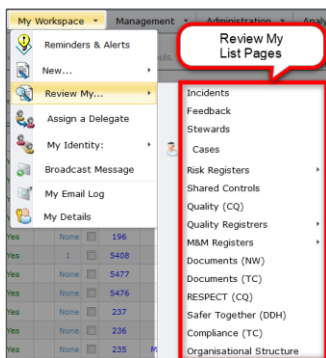 My Workspace
Management
Administration
Review My
List Pages
Reminders & Alerts
New...
Review My...
Assign a Delegate
My Identity:
Broadcast Message
My Email Log
My Details
Incidents
Feedback
Stewards
Cases
Risk Registers
Shared Controls
Quality (CQ)
Quality Registrers
M&M Registers
Documents (NW)
Documents (TC)
RESPECT (CQ)
Safer Together (DDH)
Compliance (TC)
Organisational Structure
Yes None 196
Yes 1 5408
Yes None 5477
Yes None 5476
Yes None 237
Yes None 236
Yes None 235 M